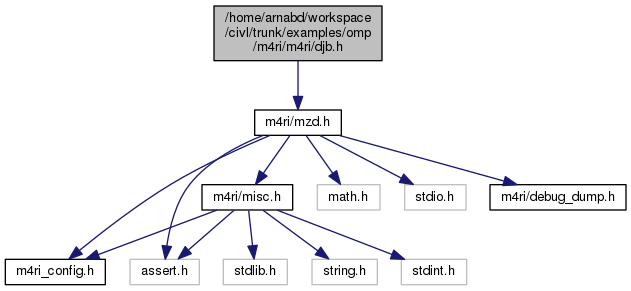 /home/arnabd/workspace
/civl/trunk/examples/omp
/m4ri/m4ri/djb.h
m4ri/mzd.h
m4ri/misc.h
math.h
stdio.h
m4ri/debug_dump.h
m4ri_config.h
assert.h
stdlib.h
string.h
stdint.h